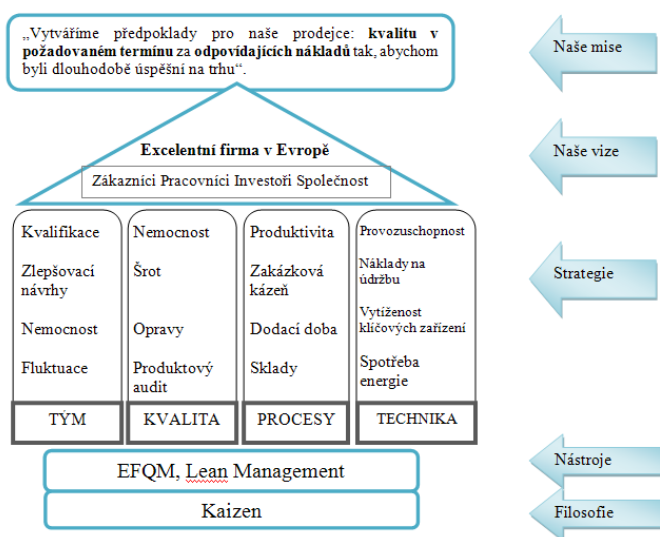 „Vytváříme předpoklady pro naše prodejce: kvalitu v
požadovaném termínu za odpovídajících nákladů tak, abychom
byli dlouhodobě úspěšní na trhu“.
Naše mise
Excelentní firma v Evropě
Zákazníci Pracovníci Investoři Společnost
Naše vize
Kvalifikace
Zlepšovací
návrhy
Nemocnost
Fluktuace
TÝM
Nemocnost
Šrot
Opravy
Produktový
audit
KVALITA
Produktivita
Zakázková
kázeň
Dodací doba
Sklady
PROCESY
Provozuschopnost
Náklady na
údržbu
Vytíženost
klíčových zařízení
Spotřeba
energie
TECHNIKA
Strategie
EFQM, Lean Management
Nástroje
Kaizen
Filosofie